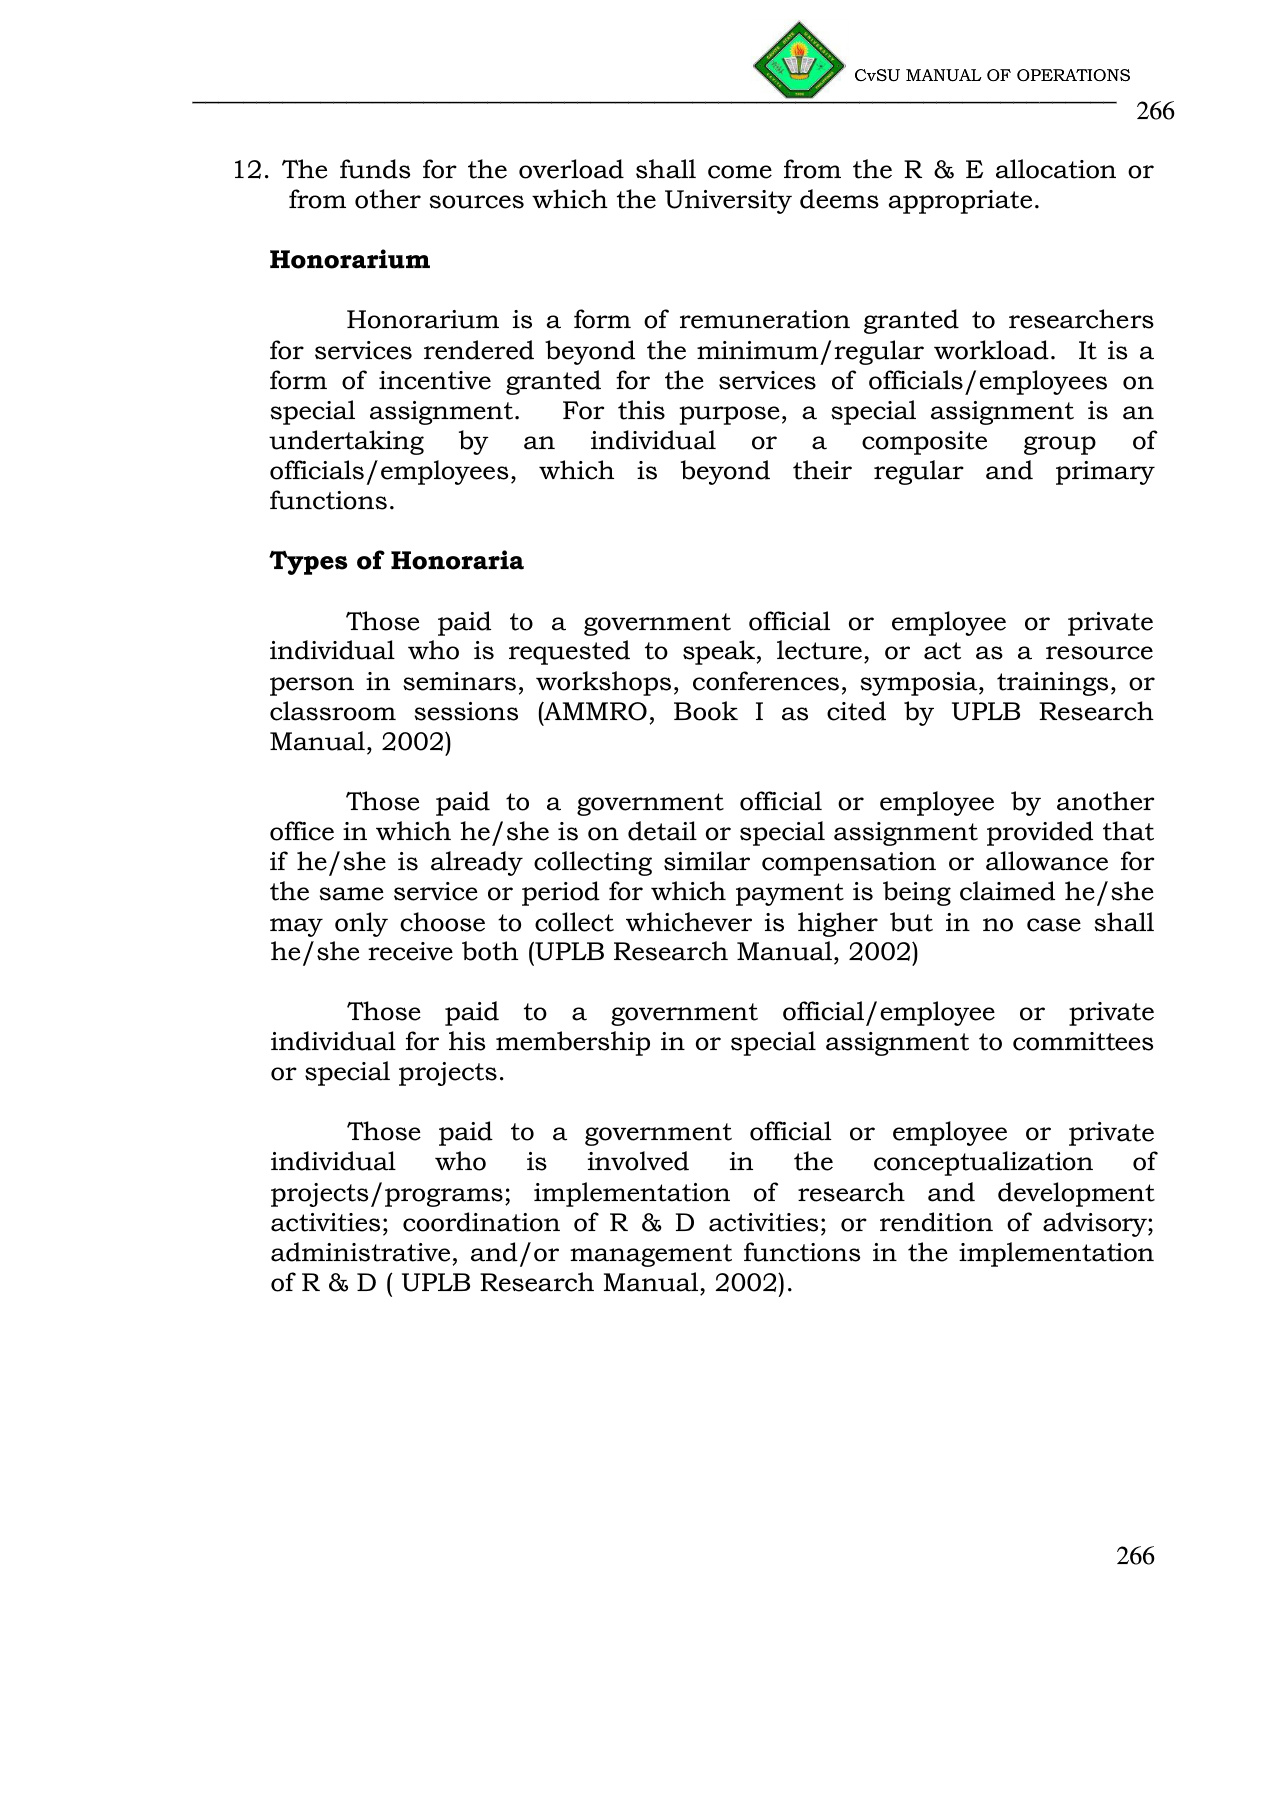 CvSU MANUAL OF OPERATIONS
266
12. The funds for the overload shall come from the R & E allocation or
from other sources which the University deems appropriate.
Honorarium
Honorarium is a form of remuneration granted to researchers
for services rendered beyond the minimum/regular workload. It is a
form of incentive granted for the services of officials/employees on
special assignment. For this purpose, a special assignment is an
undertaking by an individual or a composite group of
officials/employees, which is beyond their regular and primary
functions.
Types of Honoraria
Those paid to a government official or employee or private
individual who is requested to speak, lecture, or act as a resource
person in seminars, workshops, conferences, symposia, trainings, or
classroom sessions (AMMRO, Book I as cited by UPLB Research
Manual, 2002)
Those paid to a government official or employee by another
office in which he/she is on detail or special assignment provided that
if he/she is already collecting similar compensation or allowance for
the same service or period for which payment is being claimed he/she
may only choose to collect whichever is higher but in no case shall
he/she receive both (UPLB Research Manual, 2002)
Those paid to a government official/employee or private
individual for his membership in or special assignment to committees
or special projects.
Those paid to a government official or employee or private
individual who is involved in the conceptualization of
projects/programs; implementation of research and development
activities; coordination of R & D activities; or rendition of advisory;
administrative, and/or management functions in the implementation
of R & D ( UPLB Research Manual, 2002).
266